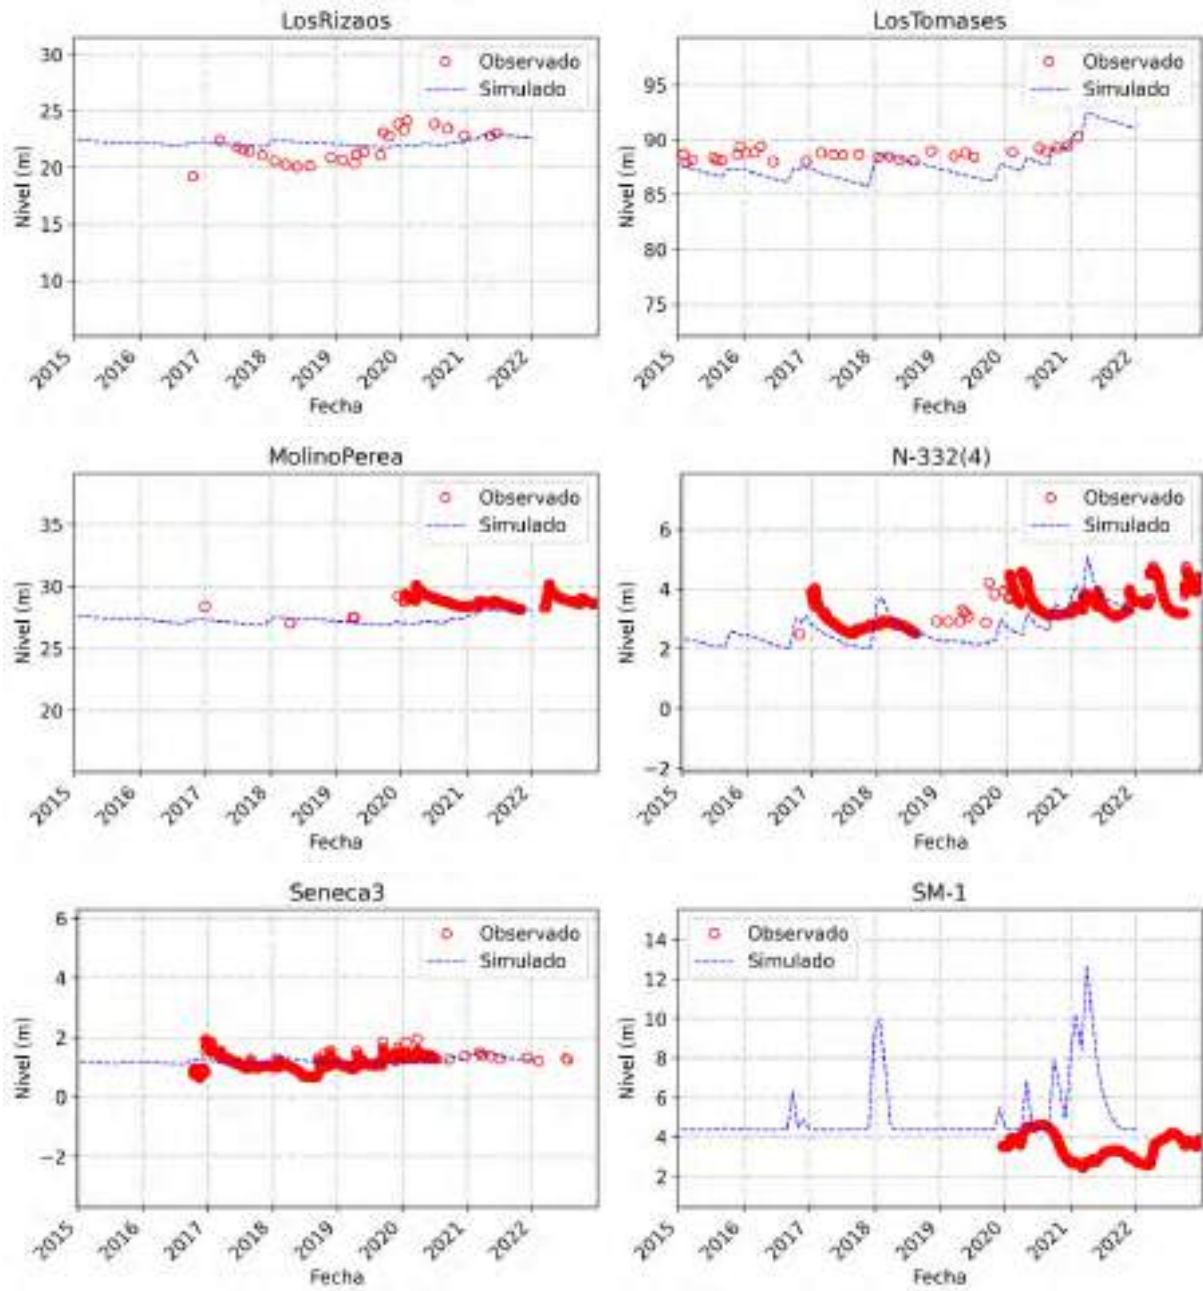 LosRizaos
30
25
20
15
10
Nivel (m)
Observado
Simulado
2015
2016
2017
2018
2019
2020
2021
2022
Fecha
LosTomases
95
90
85
80
75
Nivel (m)
Observado
Simulado
2015
2016
2017
2018
2019
2020
2021
2022
Fecha
MolinoPerea
35
30
25
20
Nivel (m)
Observado
Simulado
2015
2016
2017
2018
2019
2020
2021
2022
Fecha
N-332(4)
6
4
2
0
−2
Nivel (m)
Observado
Simulado
2015
2016
2017
2018
2019
2020
2021
2022
Fecha
Seneca3
6
4
2
0
−2
Nivel (m)
Observado
Simulado
2015
2016
2017
2018
2019
2020
2021
2022
Fecha
SM-1
14
12
10
8
6
4
2
Nivel (m)
Observado
Simulado
2015
2016
2017
2018
2019
2020
2021
2022
Fecha